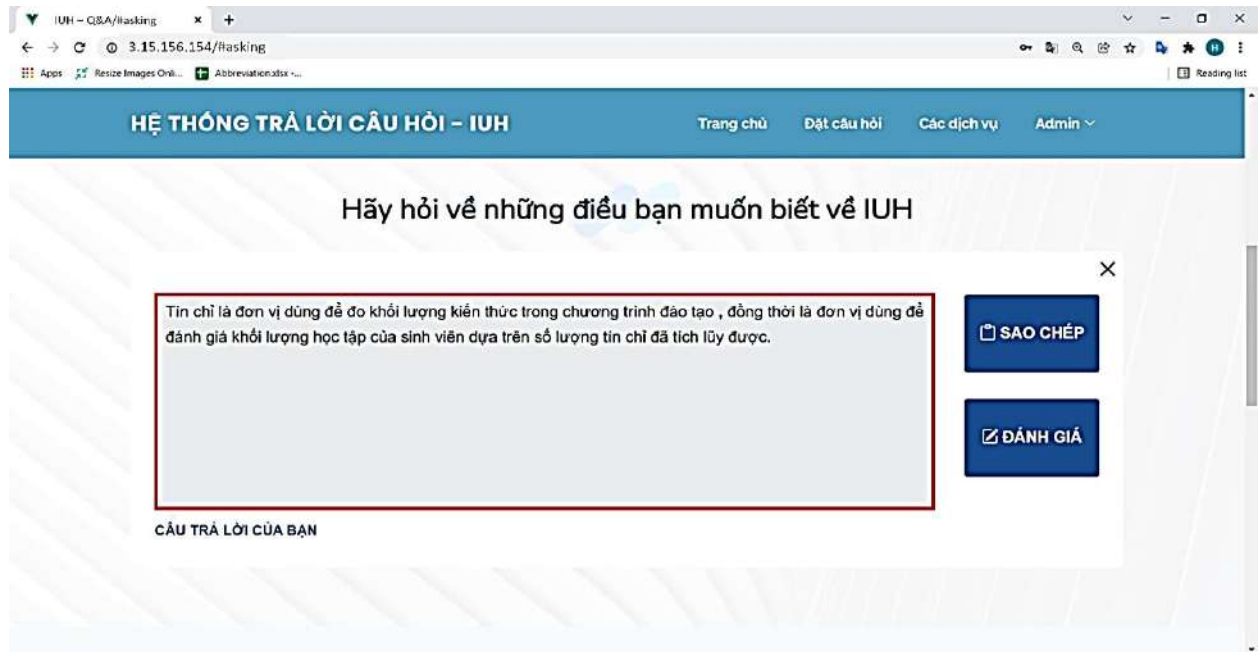 IUH – Q&A/#asking
3.15.156.154/#asking
Apps Resize Images Onli... Abbreviation.xlsx -... Reading list
HỆ THỐNG TRẢ LỜI CÂU HỎI – IUH Trang chủ Đặt câu hỏi Các dịch vụ Admin
Hãy hỏi về những điều bạn muốn biết về IUH
Tín chỉ là đơn vị dùng để đo khối lượng kiến thức trong chương trình đào tạo , đồng thời là đơn vị dùng để
đánh giá khối lượng học tập của sinh viên dựa trên số lượng tín chỉ đã tích lũy được.
SAO CHÉP
ĐÁNH GIÁ
CÂU TRẢ LỜI CỦA BẠN